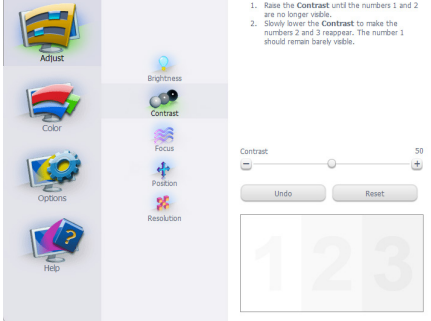 Adjust
Color
Options
Help
Brightness
Contrast
Focus
Position
Resolution
1. Raise the Contrast until the numbers 1 and 2
are no longer visible.
2. Slowly lower the Contrast to make the
numbers 2 and 3 reappear. The number 1
should remain barely visible.
Contrast 50
Undo Reset
1 2 3